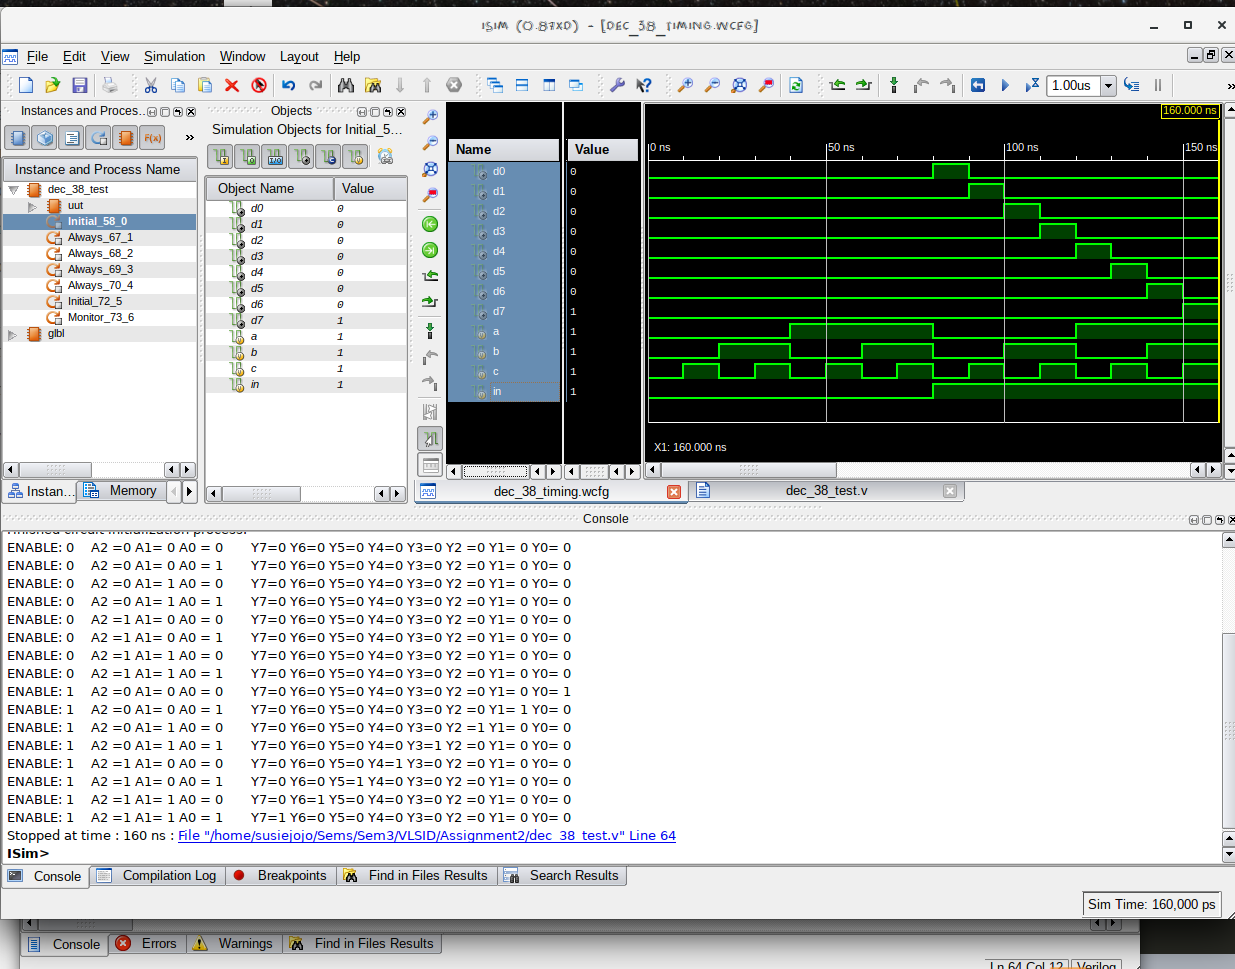 ISim (O.87xd) - [dec_38_timing.wcfg]
File Edit View Simulation Window Layout Help
1.00us
»
Instances and Proces..
»
Instance and Process Name
dec_38_test
uut
Initial_58_0
Always_67_1
Always_68_2
Always_69_3
Always_70_4
Initial_72_5
Monitor_73_6
glbl
Instan... Memory
Objects
Simulation Objects for Initial_5...
Object Name Value
d0 0
d1 0
d2 0
d3 0
d4 0
d5 0
d6 0
d7 1
a 1
b 1
c 1
in 1
Name Value
d0 0
d1 0
d2 0
d3 0
d4 0
d5 0
d6 0
d7 1
a 1
b 1
c 1
in 1
160.000 ns
0 ns 50 ns 100 ns 150 ns
X1: 160.000 ns
dec_38_timing.wcfg dec_38_test.v
Console
Finished circuit initialization process.
ENABLE: 0 A2 =0 A1= 0 A0 = 0 Y7=0 Y6=0 Y5=0 Y4=0 Y3=0 Y2 =0 Y1= 0 Y0= 0
ENABLE: 0 A2 =0 A1= 0 A0 = 1 Y7=0 Y6=0 Y5=0 Y4=0 Y3=0 Y2 =0 Y1= 0 Y0= 0
ENABLE: 0 A2 =0 A1= 1 A0 = 0 Y7=0 Y6=0 Y5=0 Y4=0 Y3=0 Y2 =0 Y1= 0 Y0= 0
ENABLE: 0 A2 =0 A1= 1 A0 = 1 Y7=0 Y6=0 Y5=0 Y4=0 Y3=0 Y2 =0 Y1= 0 Y0= 0
ENABLE: 0 A2 =1 A1= 0 A0 = 0 Y7=0 Y6=0 Y5=0 Y4=0 Y3=0 Y2 =0 Y1= 0 Y0= 0
ENABLE: 0 A2 =1 A1= 0 A0 = 1 Y7=0 Y6=0 Y5=0 Y4=0 Y3=0 Y2 =0 Y1= 0 Y0= 0
ENABLE: 0 A2 =1 A1= 1 A0 = 0 Y7=0 Y6=0 Y5=0 Y4=0 Y3=0 Y2 =0 Y1= 0 Y0= 0
ENABLE: 0 A2 =1 A1= 1 A0 = 1 Y7=0 Y6=0 Y5=0 Y4=0 Y3=0 Y2 =0 Y1= 0 Y0= 0
ENABLE: 1 A2 =0 A1= 0 A0 = 0 Y7=0 Y6=0 Y5=0 Y4=0 Y3=0 Y2 =0 Y1= 0 Y0= 1
ENABLE: 1 A2 =0 A1= 0 A0 = 1 Y7=0 Y6=0 Y5=0 Y4=0 Y3=0 Y2 =0 Y1= 1 Y0= 0
ENABLE: 1 A2 =0 A1= 1 A0 = 0 Y7=0 Y6=0 Y5=0 Y4=0 Y3=0 Y2 =1 Y1= 0 Y0= 0
ENABLE: 1 A2 =0 A1= 1 A0 = 1 Y7=0 Y6=0 Y5=0 Y4=0 Y3=1 Y2 =0 Y1= 0 Y0= 0
ENABLE: 1 A2 =1 A1= 0 A0 = 0 Y7=0 Y6=0 Y5=0 Y4=1 Y3=0 Y2 =0 Y1= 0 Y0= 0
ENABLE: 1 A2 =1 A1= 0 A0 = 1 Y7=0 Y6=0 Y5=1 Y4=0 Y3=0 Y2 =0 Y1= 0 Y0= 0
ENABLE: 1 A2 =1 A1= 1 A0 = 0 Y7=0 Y6=1 Y5=0 Y4=0 Y3=0 Y2 =0 Y1= 0 Y0= 0
ENABLE: 1 A2 =1 A1= 1 A0 = 1 Y7=1 Y6=0 Y5=0 Y4=0 Y3=0 Y2 =0 Y1= 0 Y0= 0
Stopped at time : 160 ns : File "/home/susiejojo/Sems/Sem3/VLSID/Assignment2/dec_38_test.v" Line 64
ISim>
Console Compilation Log Breakpoints Find in Files Results Search Results
Sim Time: 160,000 ps
Console Errors Warnings Find in Files Results
Ln 64 Col 12 Verilog